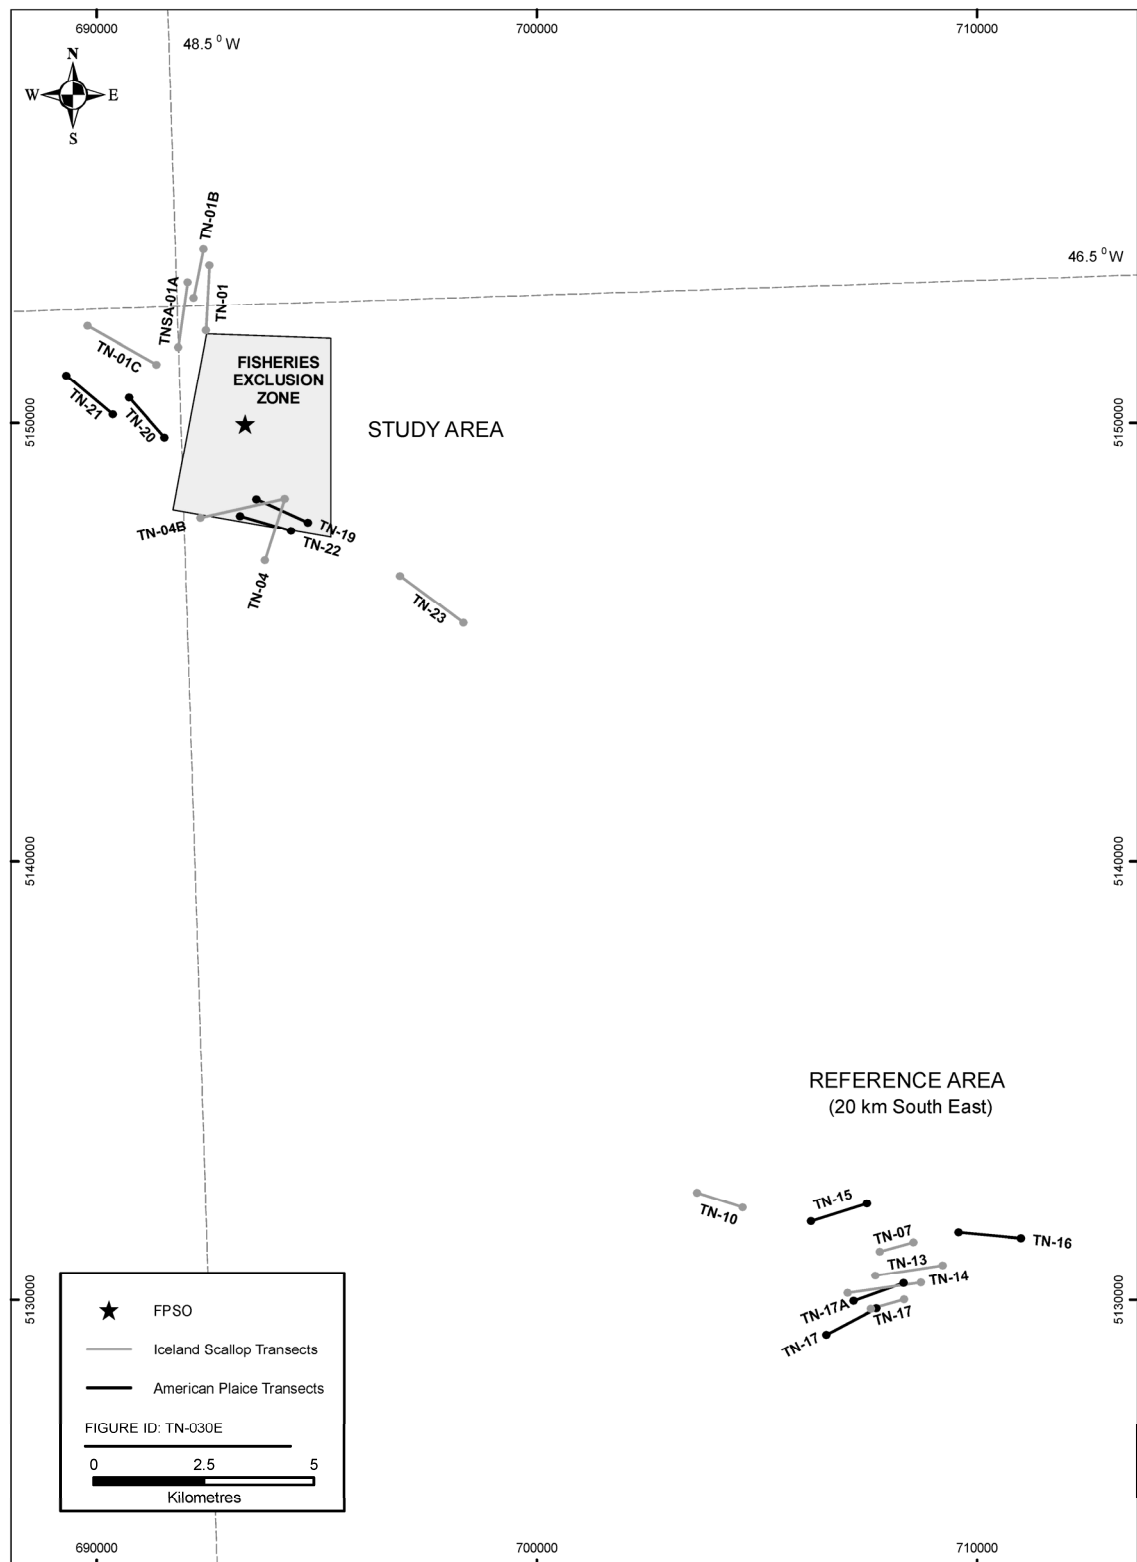 690000
700000
710000
48.5 0 W
N
W
E
S
TN-01B
46.5 0 W
TNSA-01A
TN-01
TN-01C
FISHERIES
EXCLUSION
ZONE
TN-21
TN-20
5150000
STUDY AREA
5150000
TN-04B
TN-19
TN-22
TN-04
TN-23
5140000
5140000
REFERENCE AREA
(20 km South East)
TN-10
TN-15
TN-07
TN-16
TN-13
TN-14
TN-17A
TN-17
TN-17
5130000
5130000
FPSO
Iceland Scallop Transects
American Plaice Transects
FIGURE ID: TN-030E
0 2.5 5
Kilometres
690000
700000
710000